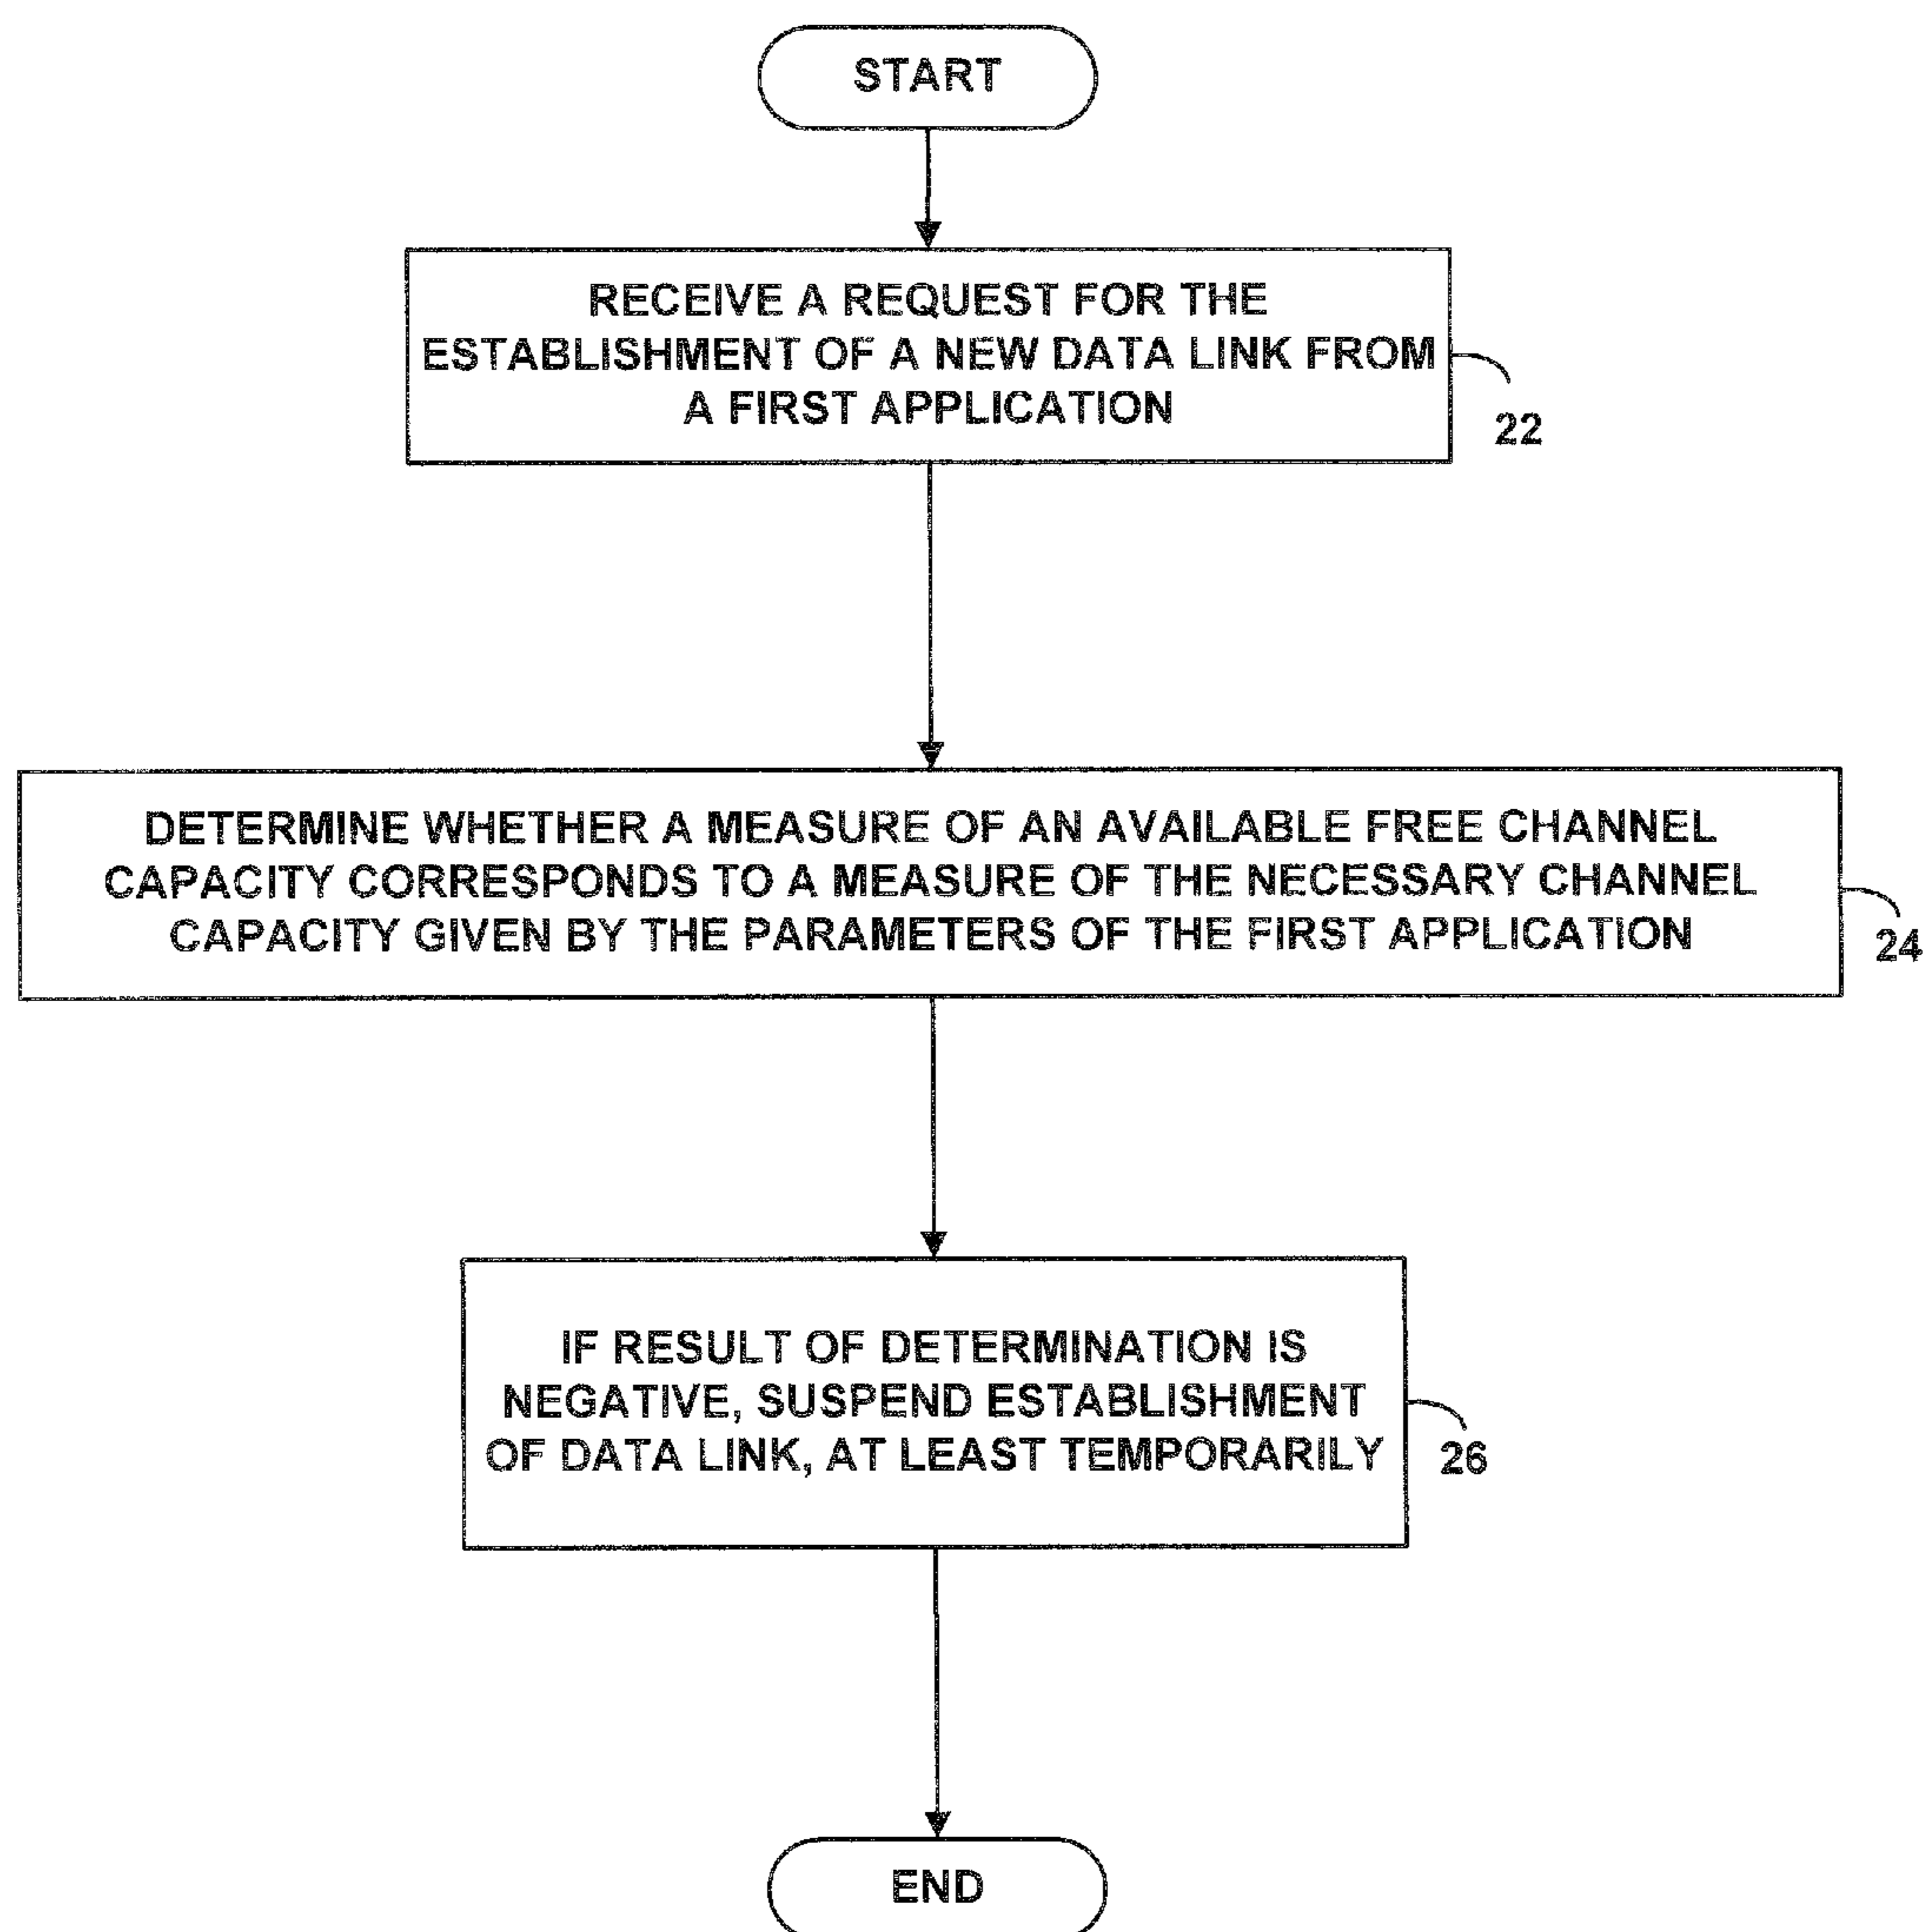 START
RECEIVE A REQUEST FOR THE
ESTABLISHMENT OF A NEW DATA LINK FROM
A FIRST APPLICATION
22
DETERMINE WHETHER A MEASURE OF AN AVAILABLE FREE CHANNEL
CAPACITY CORRESPONDS TO A MEASURE OF THE NECESSARY CHANNEL
CAPACITY GIVEN BY THE PARAMETERS OF THE FIRST APPLICATION
24
IF RESULT OF DETERMINATION IS
NEGATIVE, SUSPEND ESTABLISHMENT
OF DATA LINK, AT LEAST TEMPORARILY
26
END